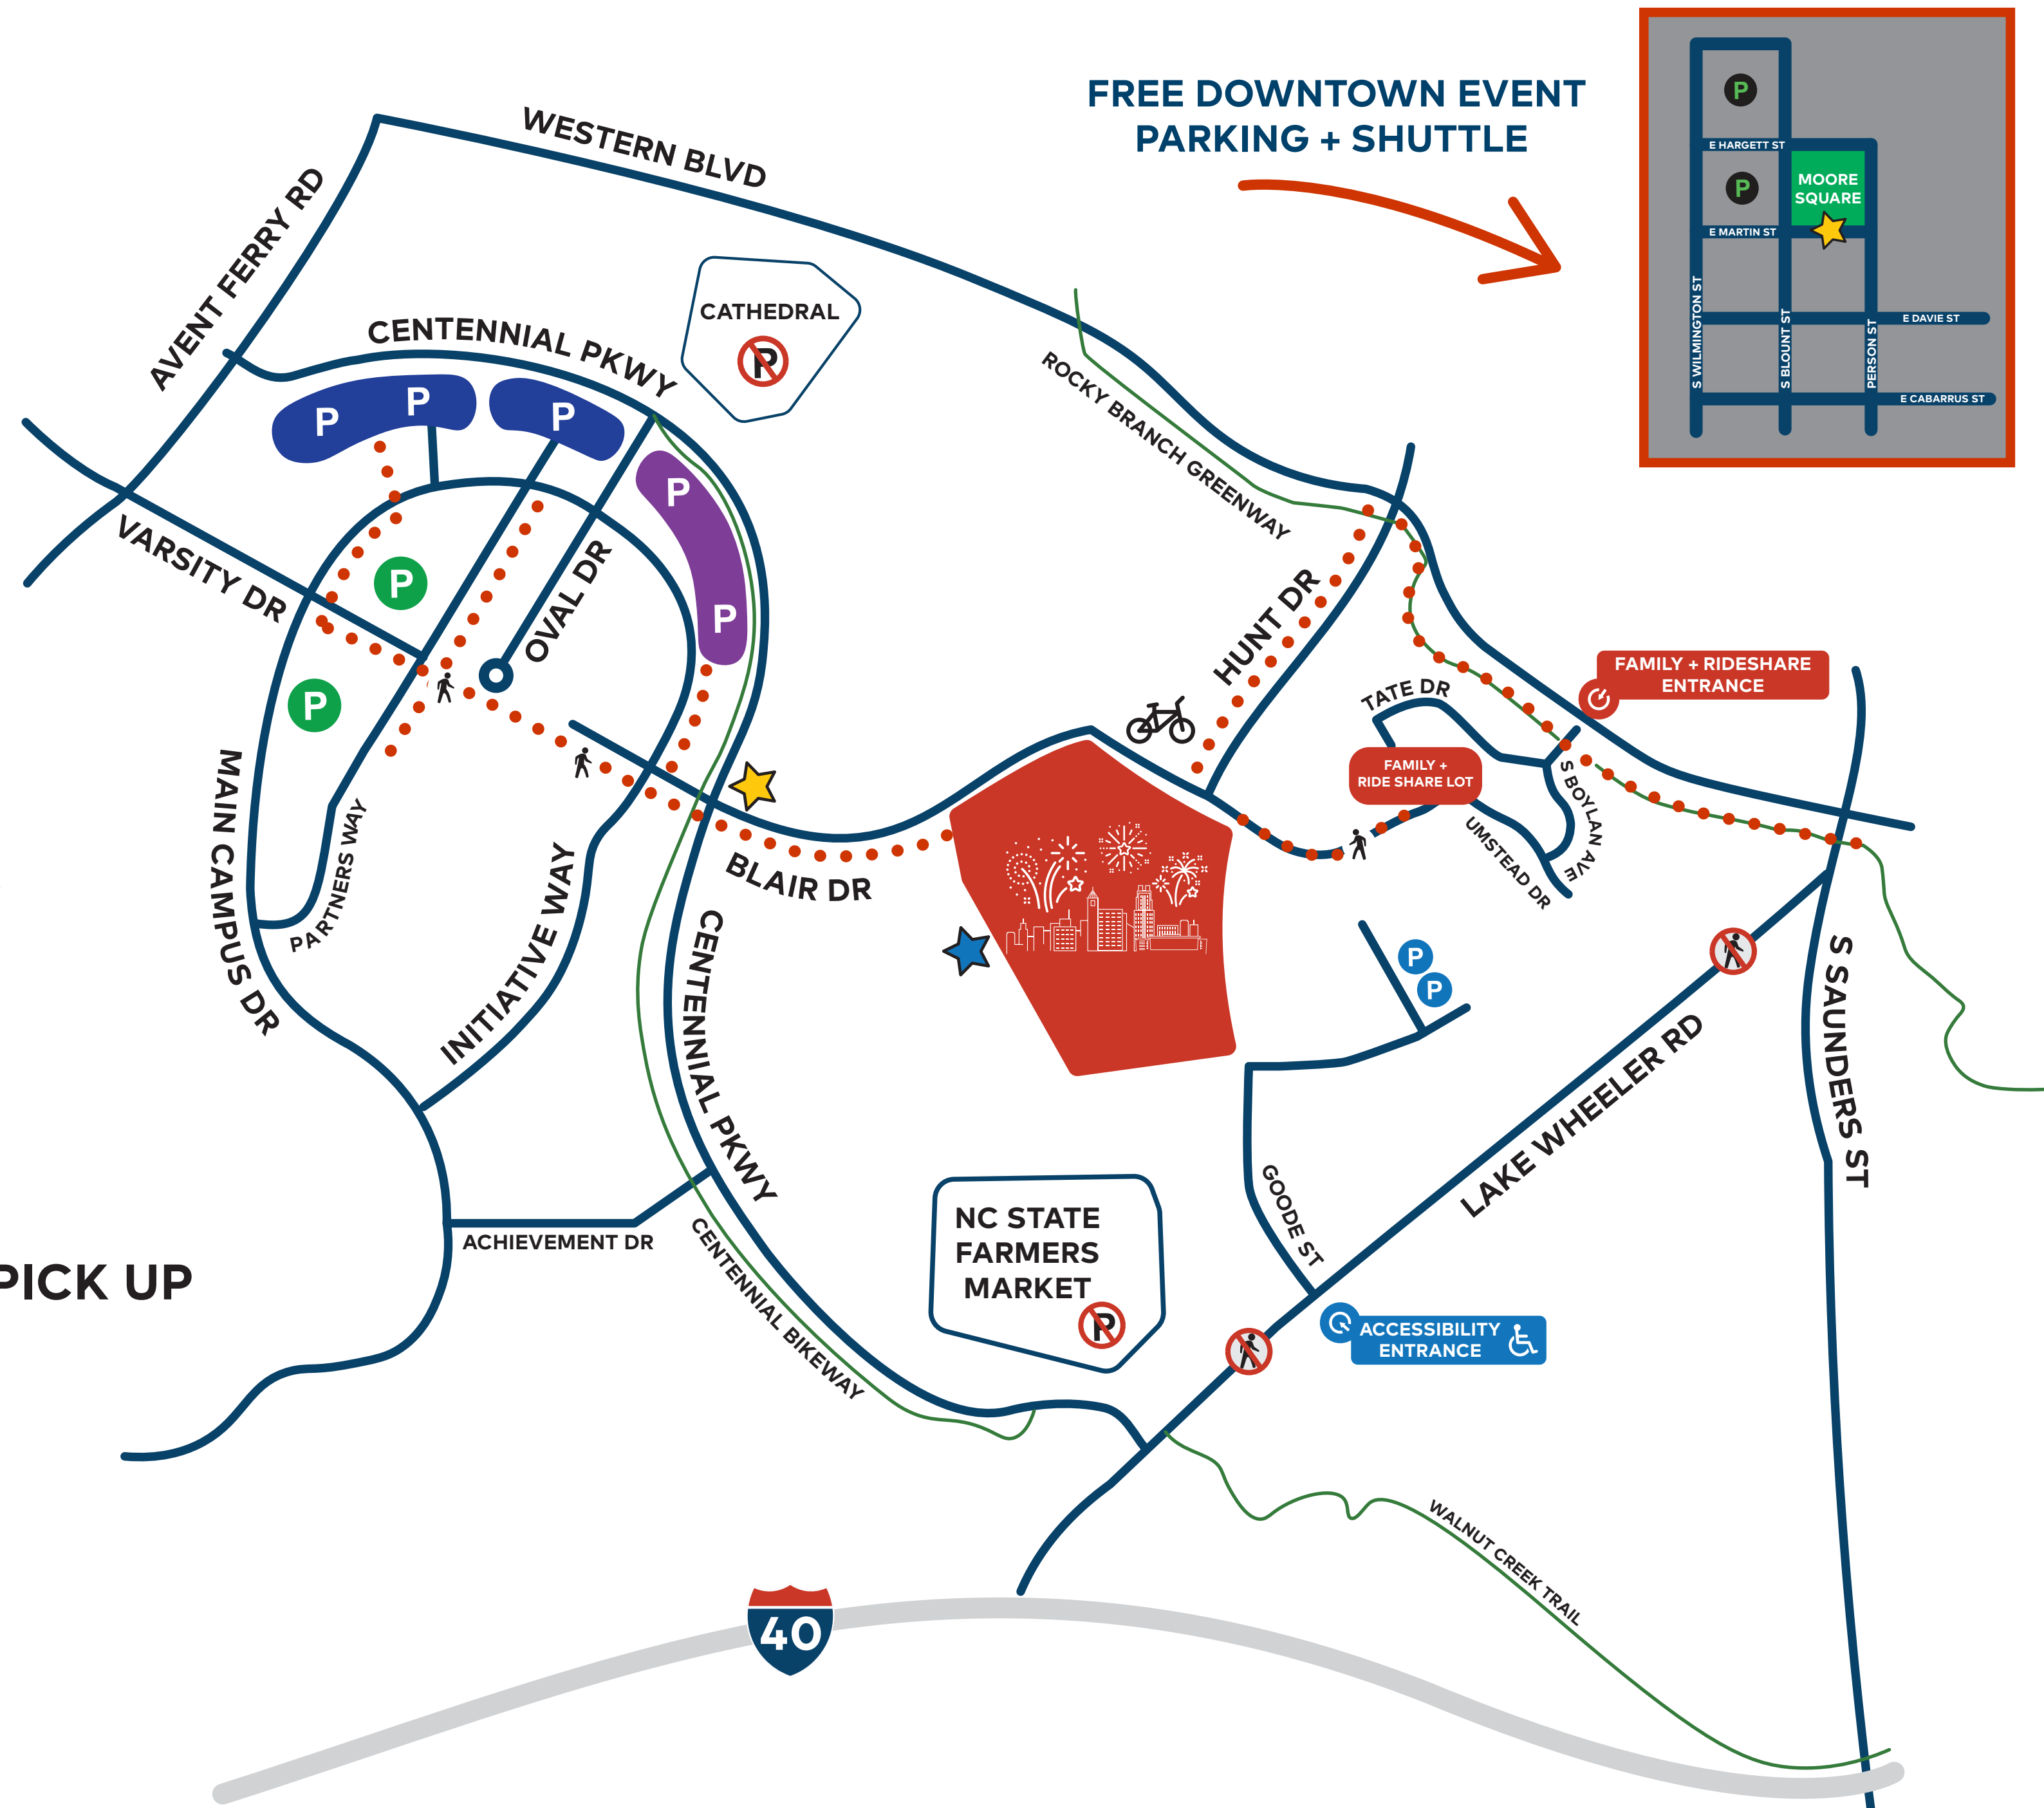 FREE DOWNTOWN EVENT
PARKING + SHUTTLE
P
E HARGETT ST
P
MOORE
SQUARE
E MARTIN ST
S WILMINGTON ST
S BLOUNT ST
PERSON ST
E DAVIE ST
E CABARRUS ST
WESTERN BLVD
AVENT FERRY RD
CENTENNIAL PKWY
CATHEDRAL
P
P
P
P
P
P
ROCKY BRANCH GREENWAY
VARSITY DR
P
P
OVAL DR
HUNT DR
TATE DR
FAMILY + RIDESHARE
ENTRANCE
FAMILY +
RIDE SHARE LOT
S BOYLAN AVE
UMSTEAD DR
MAIN CAMPUS DR
PARTNERS WAY
INITIATIVE WAY
BLAIR DR
CENTENNIAL PKWY
P
P
S SAUNDERS ST
LAKE WHEELER RD
GOODE ST
NC STATE
FARMERS
MARKET
P
ACHIEVEMENT DR
CENTENNIAL BIKEWAY
PICK UP
ACCESSIBILITY
ENTRANCE
WALNUT CREEK TRAIL
40